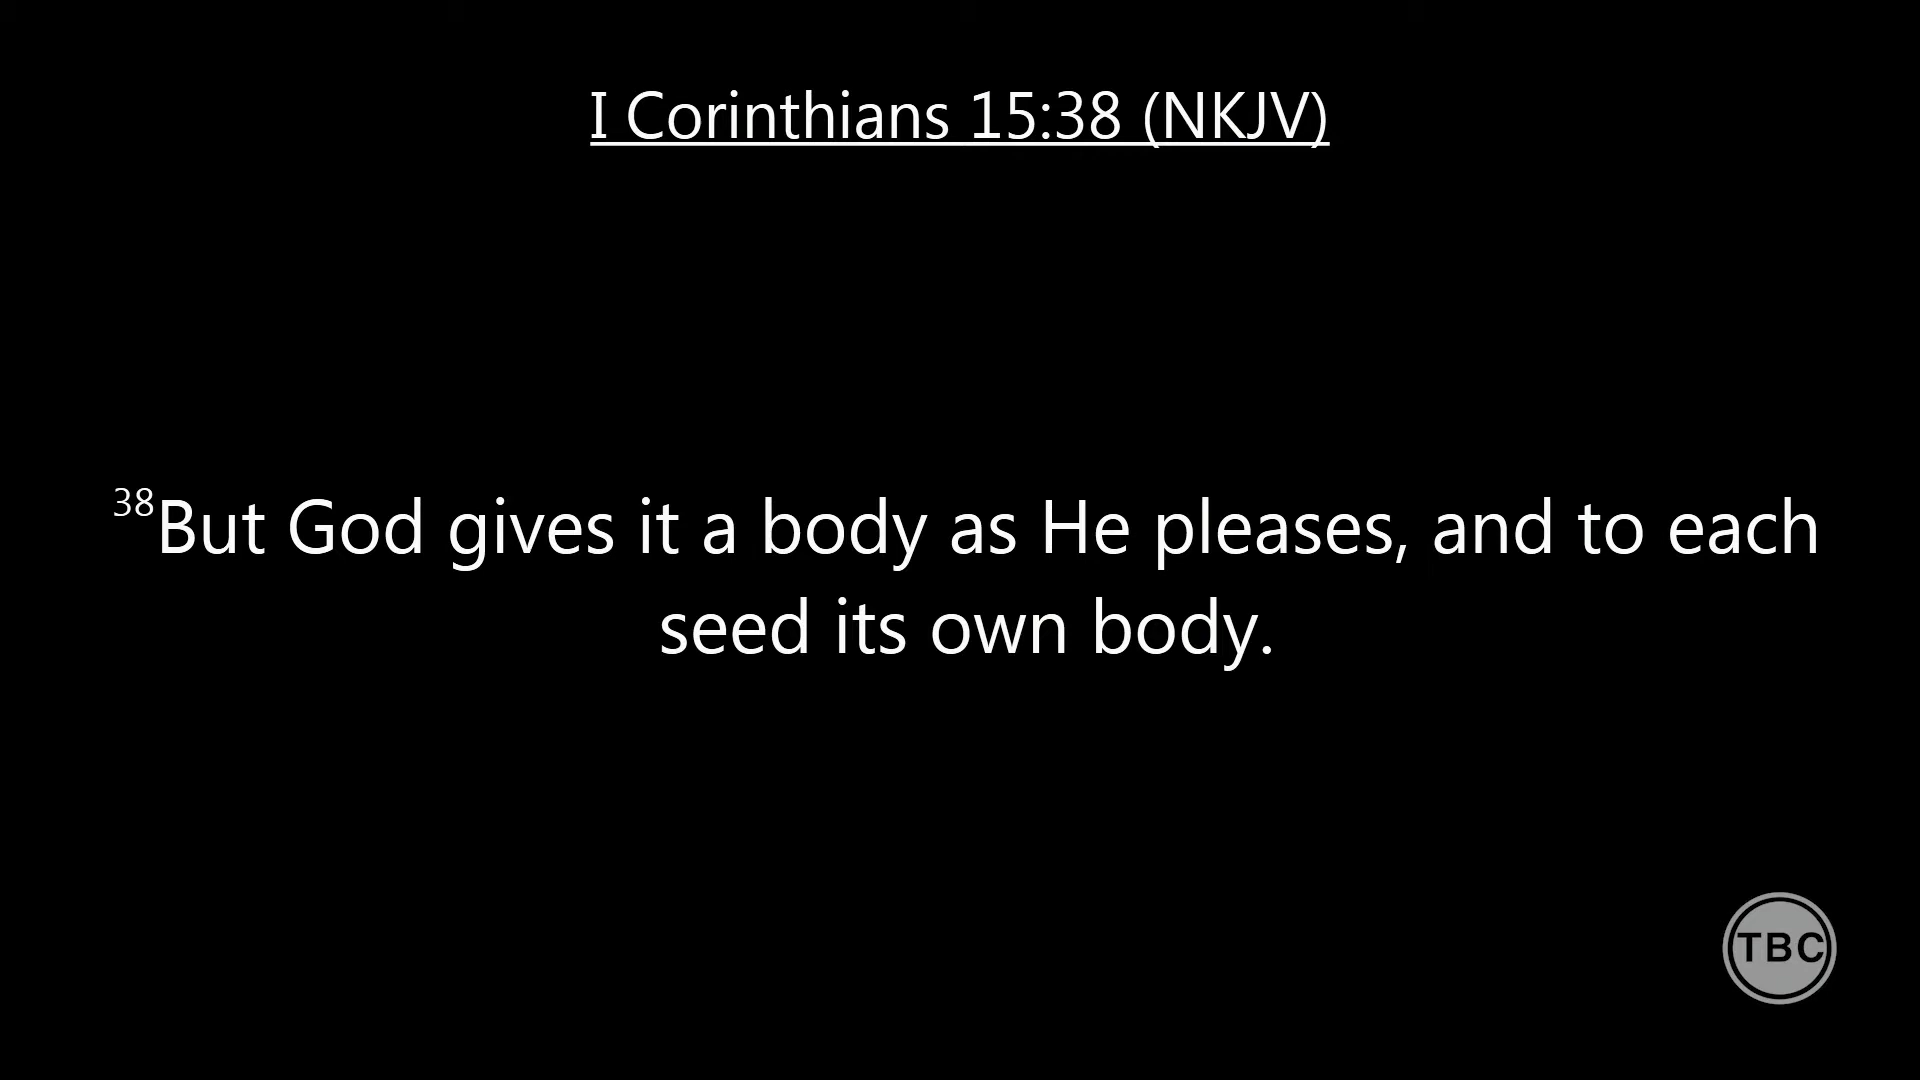 I Corinthians 15:38 (NKJV)
38But God gives it a body as He pleases, and to each
seed its own body.
TBC